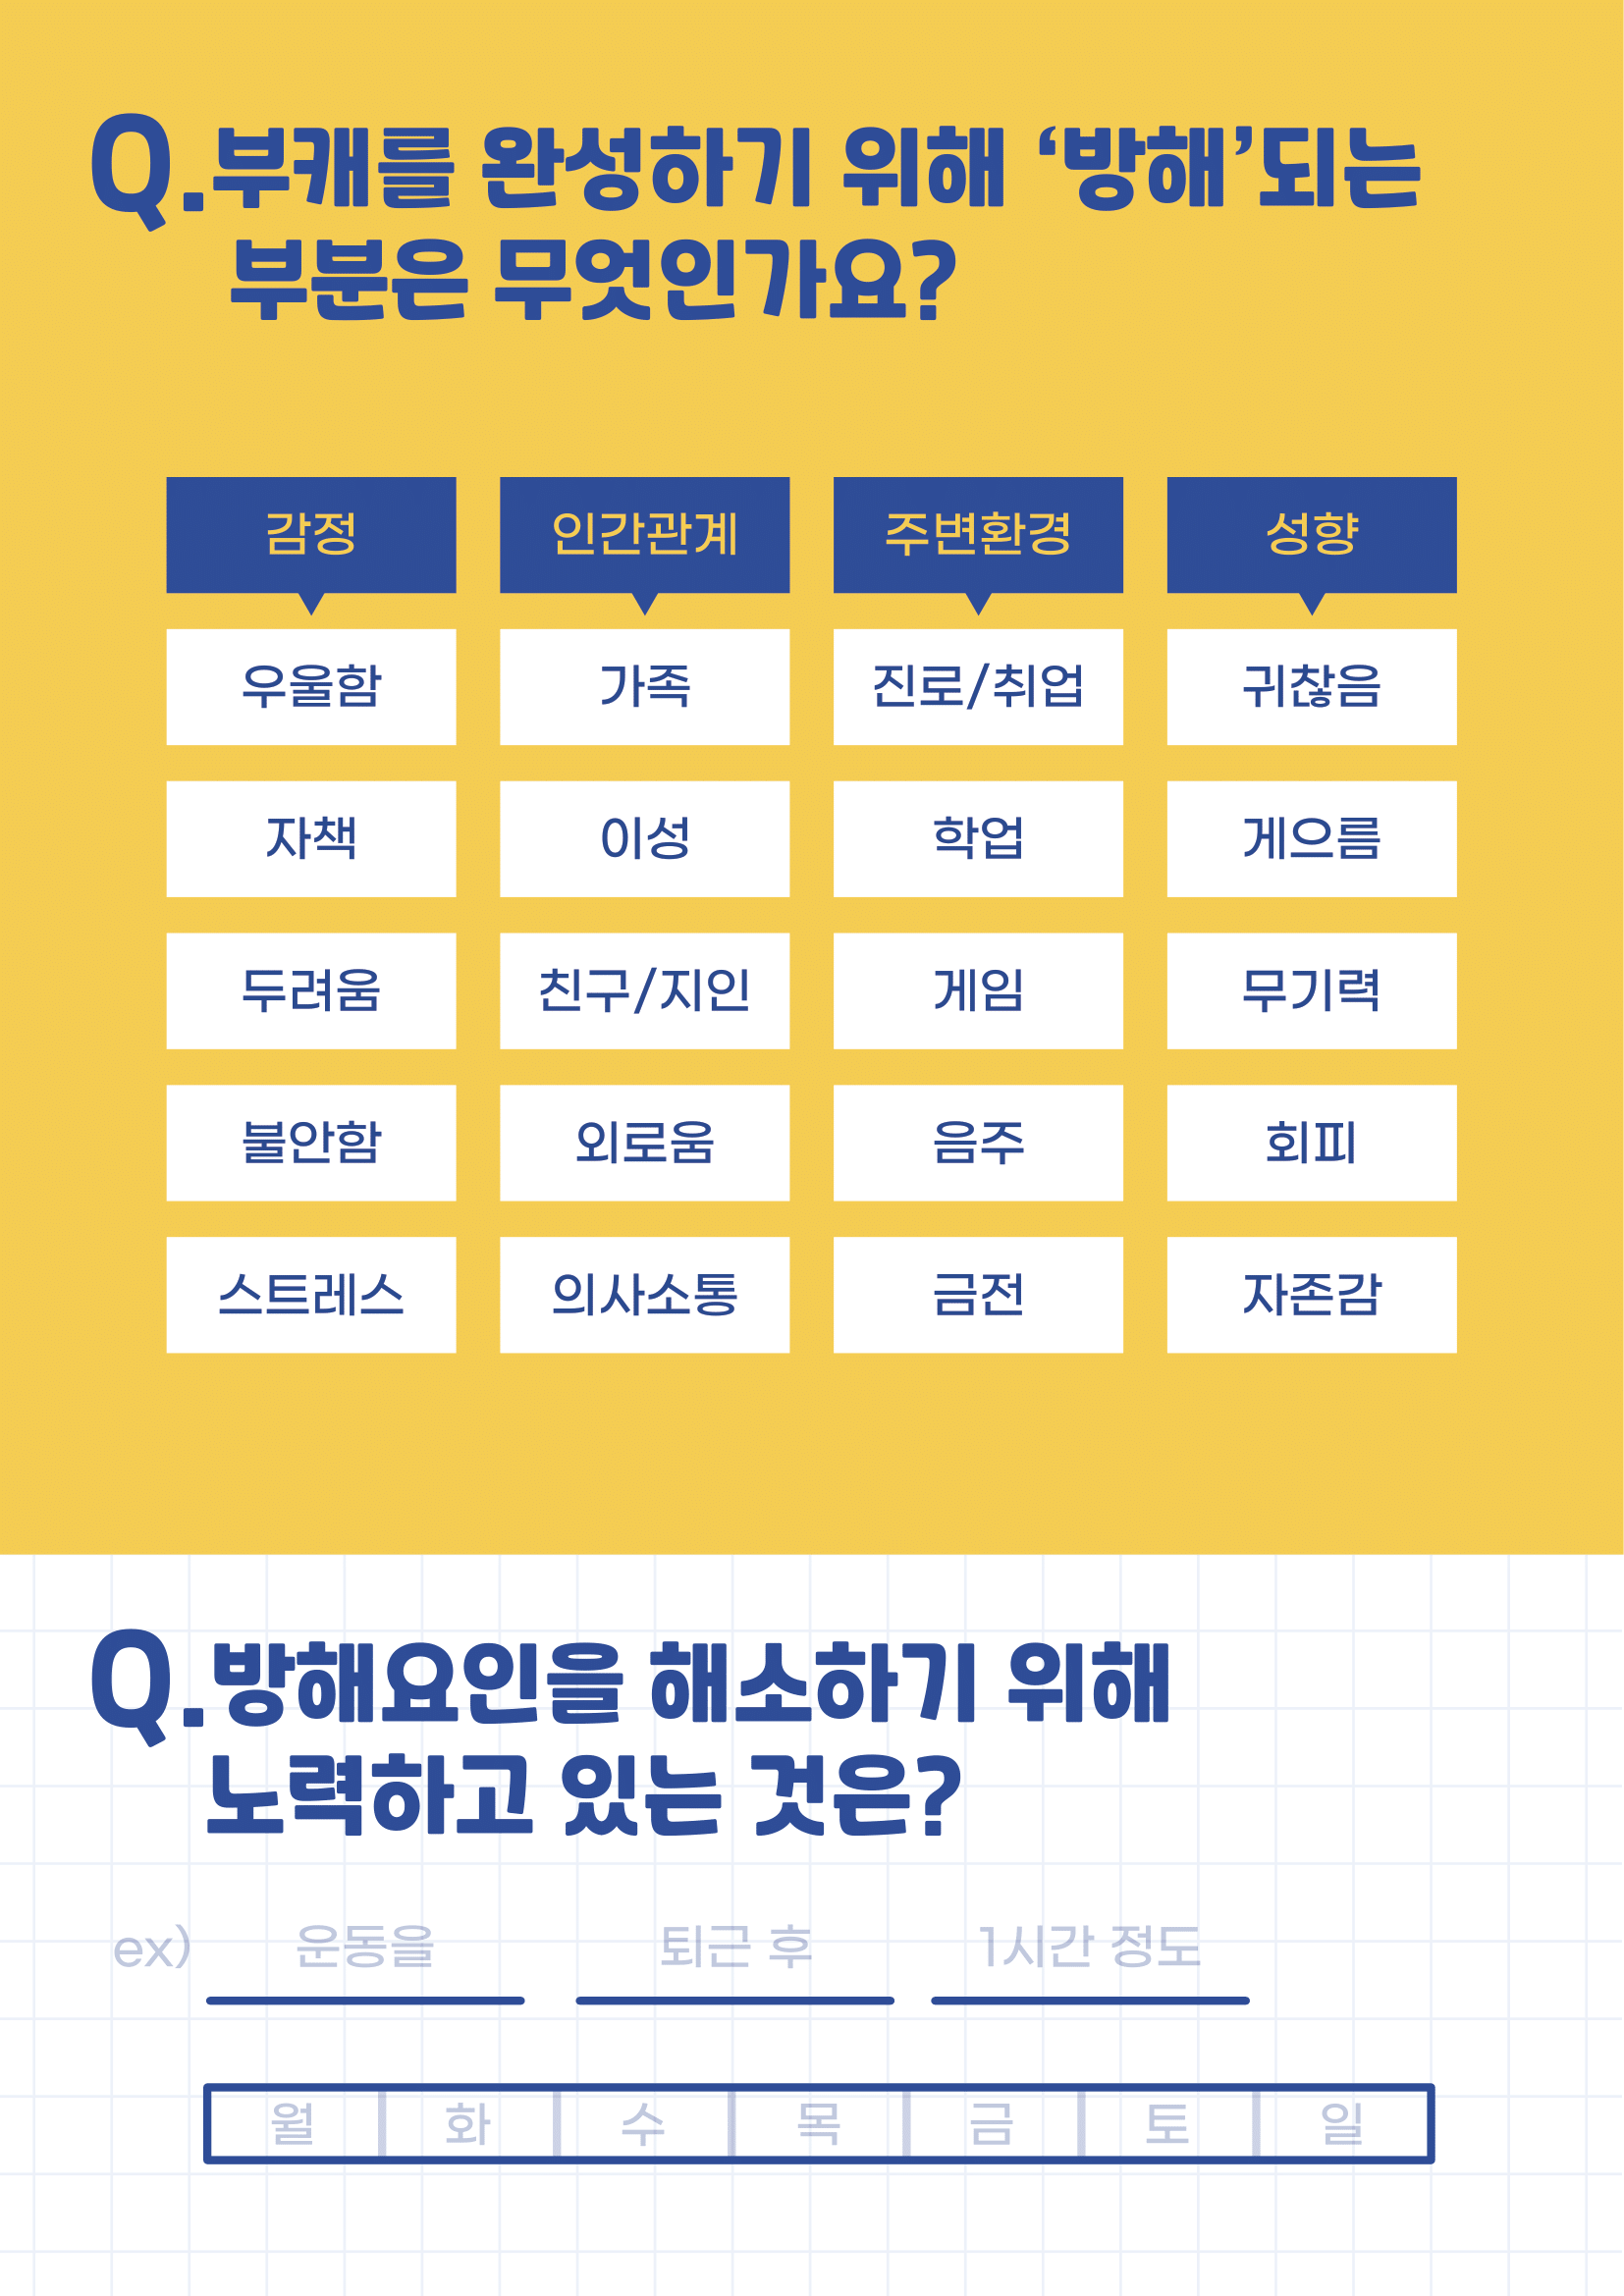 Q.부캐를 완성하기 위해 ‘방해’되는
부분은 무엇인가요?
감정 인간관계 주변환경 성향
우울함 가족 진로/취업 귀찮음
자책 이성 학업 게으름
두려움 친구/지인 게임 무기력
불안함 외로움 음주 회피
스트레스 의사소통 금전 자존감
Q.방해요인을 해소하기 위해
노력하고 있는 것은?
ex) 운동을 퇴근 후 1시간 정도
월 화 수 목 금 토 일